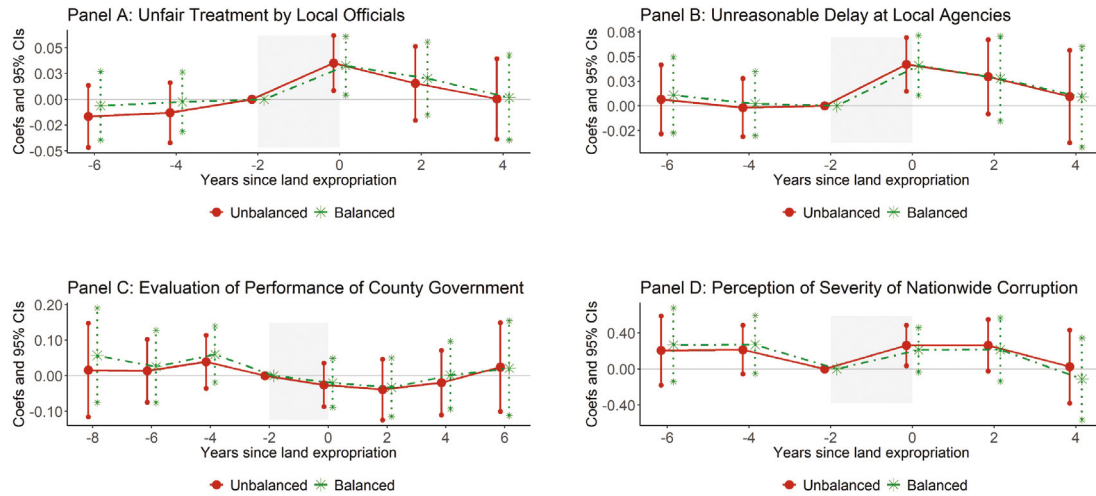 Panel A: Unfair Treatment by Local Officials
Coefs and 95% CIs
0.05
0.03
0.00
-0.02
-0.05
-6 -4 -2 0 2 4
Years since land expropriation
Unbalanced Balanced
Panel B: Unreasonable Delay at Local Agencies
Coefs and 95% CIs
0.08
0.05
0.03
0.00
-0.02
-6 -4 -2 0 2 4
Years since land expropriation
Unbalanced Balanced
Panel C: Evaluation of Performance of County Government
Coefs and 95% CIs
0.20
0.10
0.00
-0.10
-8 -6 -4 -2 0 2 4 6
Years since land expropriation
Unbalanced Balanced
Panel D: Perception of Severity of Nationwide Corruption
Coefs and 95% CIs
0.40
0.00
-0.40
-6 -4 -2 0 2 4
Years since land expropriation
Unbalanced Balanced